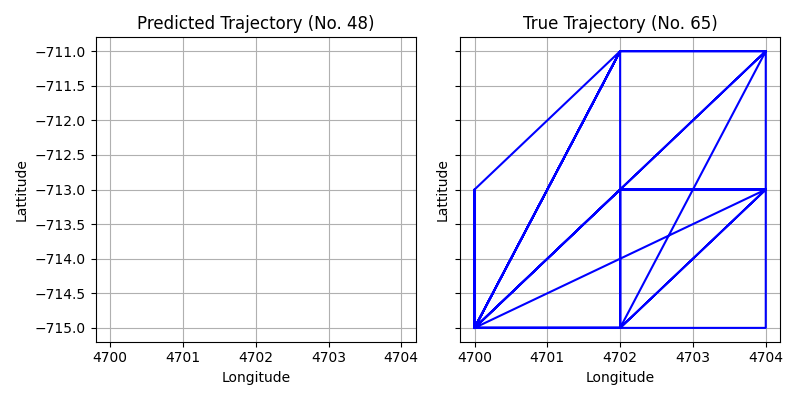 Predicted Trajectory (No. 48)
True Trajectory (No. 65)
Lattitude
−711.0
−711.5
−712.0
−712.5
−713.0
−713.5
−714.0
−714.5
−715.0
4700 4701 4702 4703 4704
Longitude
Lattitude
4700 4701 4702 4703 4704
Longitude